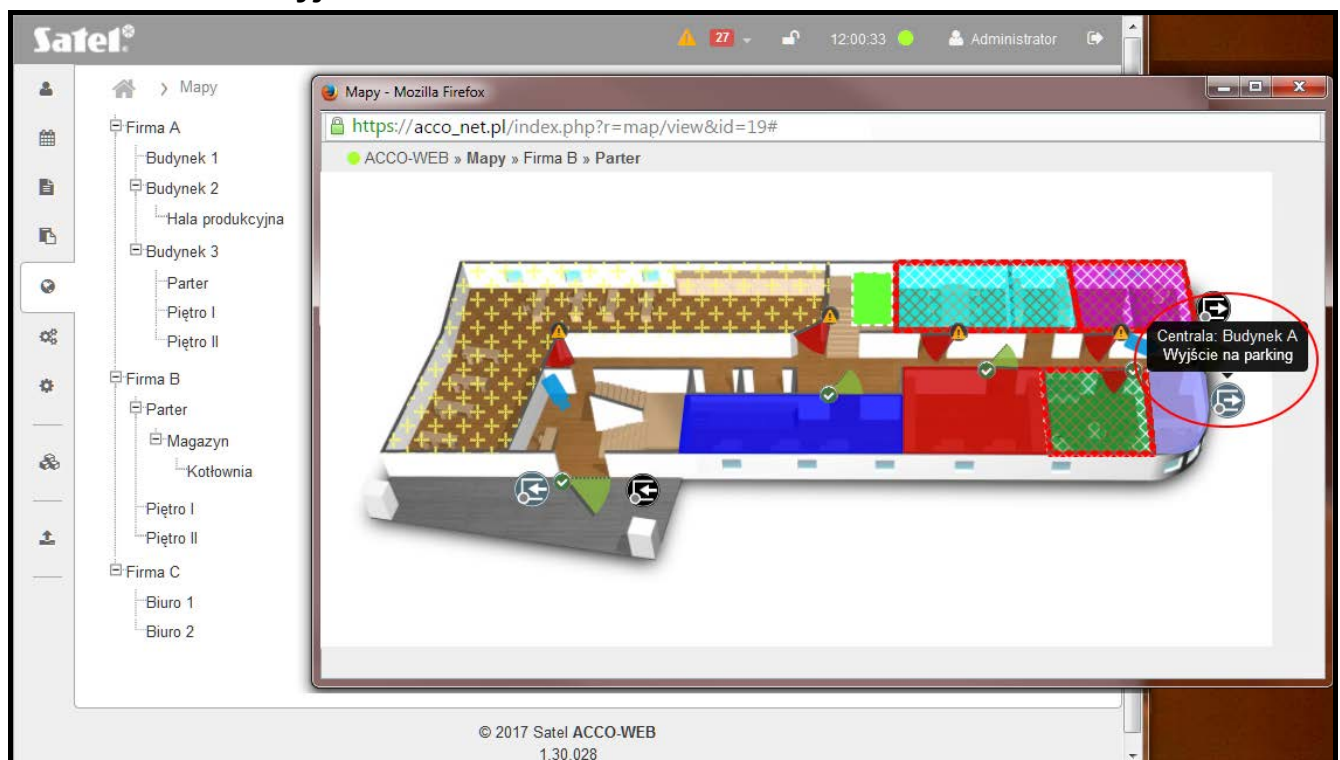 Satel®
27
12:00:33
Administrator
Mapy
Firma A
Budynek 1
Budynek 2
Hala produkcyjna
Budynek 3
Parter
Piętro I
Piętro II
Firma B
Parter
Magazyn
Kotłownia
Piętro I
Piętro II
Firma C
Biuro 1
Biuro 2
Mapy - Mozilla Firefox
https://acco_net.pl/index.php?r=map/view&id=19#
ACCO-WEB » Mapy » Firma B » Parter
Centrala: Budynek A
Wyjście na parking
© 2017 Satel ACCO-WEB
1.30.028